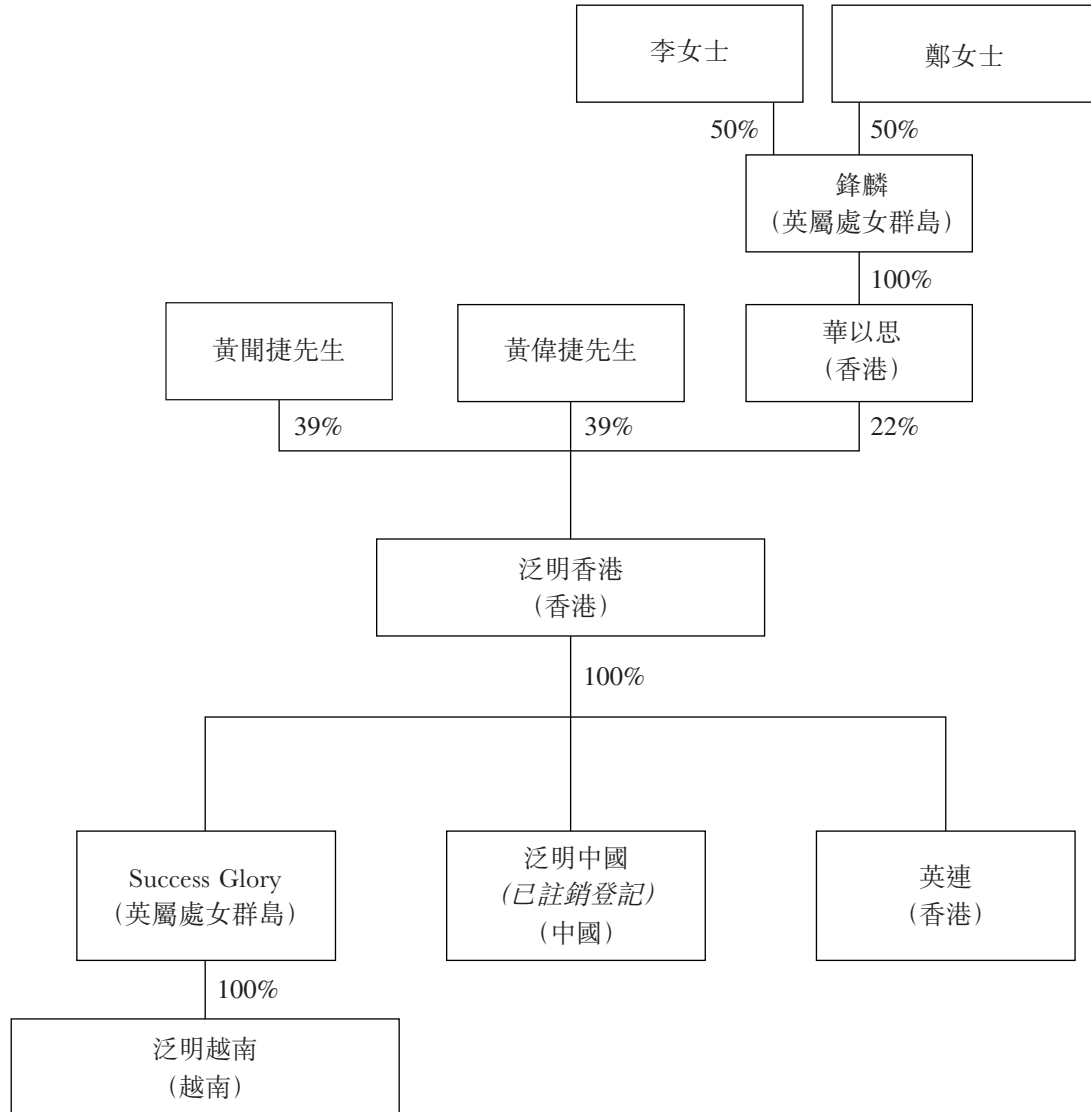 李女士
鄭女士
50%
50%
鋒麟
（英屬處女群島）
100%
黃聞捷先生
黃偉捷先生
華以思
（香港）
39%
39%
22%
泛明香港
（香港）
100%
Success Glory
（英屬處女群島）
泛明中國
（已註銷登記）
（中國）
英連
（香港）
100%
泛明越南
（越南）